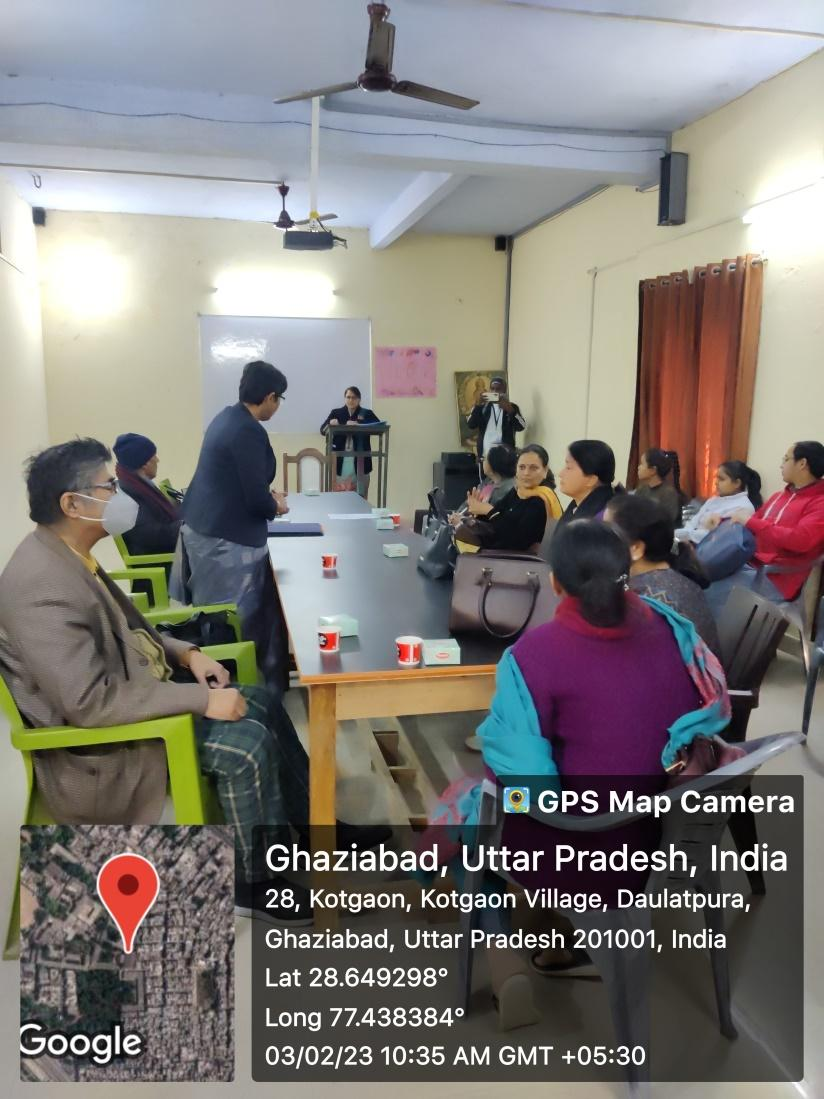 GPS Map Camera
Ghaziabad, Uttar Pradesh, India
28, Kotgaon, Kotgaon Village, Daulatpura,
Ghaziabad, Uttar Pradesh 201001, India
Lat 28.649298°
Long 77.438384°
03/02/23 10:35 AM GMT +05:30
Google